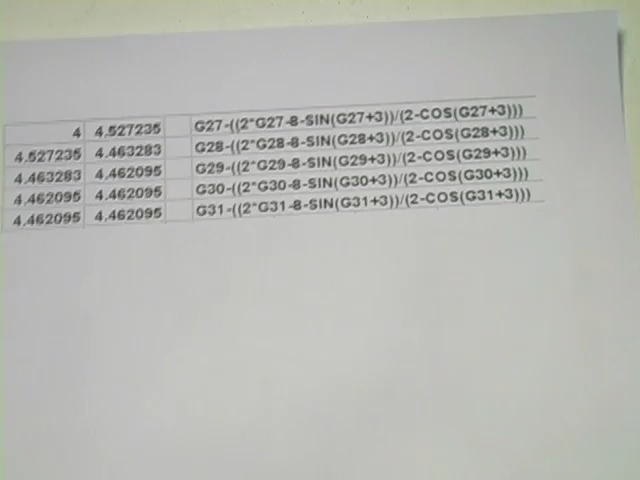 4 4.527235 G27-((2*G27-8-SIN(G27+3))/(2-COS(G27+3)))
4.527235 4.463283 G28-((2*G28-8-SIN(G28+3))/(2-COS(G28+3)))
4.463283 4.462095 G29-((2*G29-8-SIN(G29+3))/(2-COS(G29+3)))
4.462095 4.462095 G30-((2*G30-8-SIN(G30+3))/(2-COS(G30+3)))
4.462095 4.462095 G31-((2*G31-8-SIN(G31+3))/(2-COS(G31+3)))